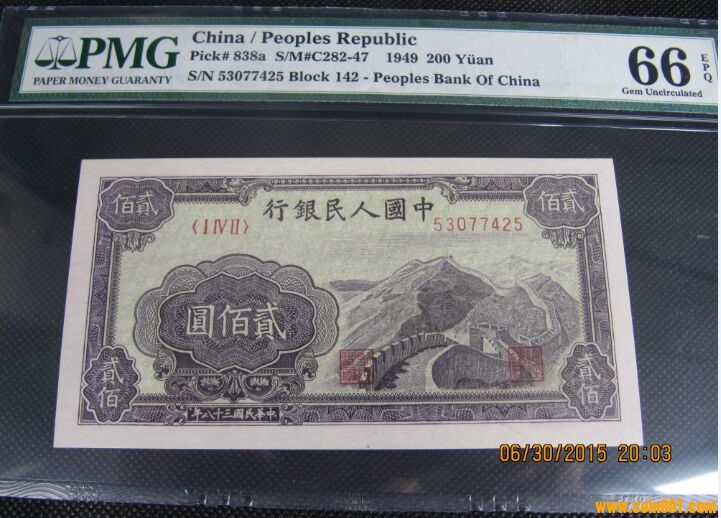 PMG
PAPER MONEY GUARANTY
China / Peoples Republic
Pick# 838a S/M#C282-47 1949 200 Yüan
S/N 53077425 Block 142 - Peoples Bank Of China
66 EPQ
Gem Uncirculated
佰貳
行銀民人國中
佰貳
〈I IV II〉
53077425
圓佰貳
貳佰
貳佰
年八十三國民華中
06/30/2015 20:03
www.coin001.com